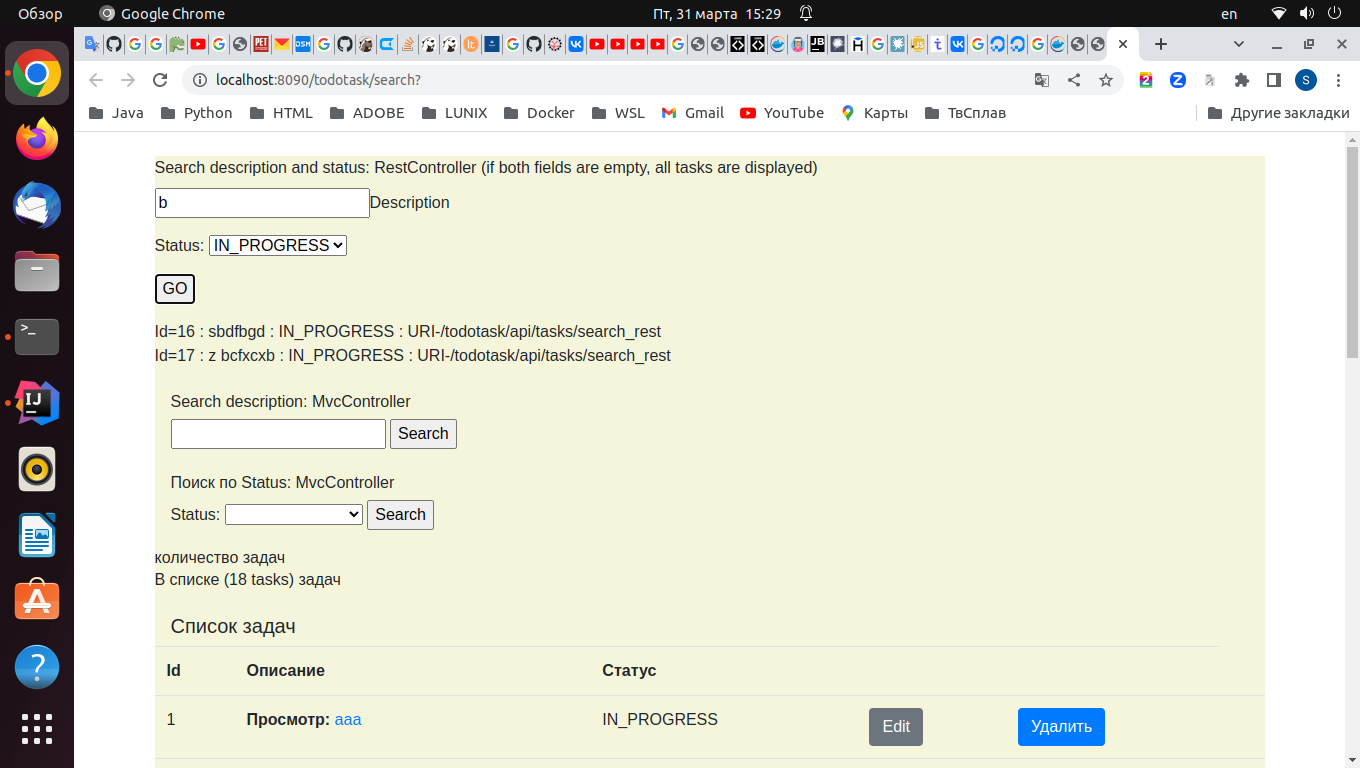 Обзор Google Chrome Пт, 31 марта 15:29 en
localhost:8090/todotask/search? S
Java Python HTML ADOBE LUNIX Docker WSL Gmail YouTube Карты ТвСплав Другие закладки
Search description and status: RestController (if both fields are empty, all tasks are displayed)
b Description
Status: IN_PROGRESS
GO
Id=16 : sbdfbgd : IN_PROGRESS : URI-/todotask/api/tasks/search_rest
Id=17 : z bcfxcxb : IN_PROGRESS : URI-/todotask/api/tasks/search_rest
Search description: MvcController
Search
Поиск по Status: MvcController
Status: Search
количество задач
В списке (18 tasks) задач
Список задач
Id Описание Статус
1 Просмотр: aaa IN_PROGRESS Edit Удалить